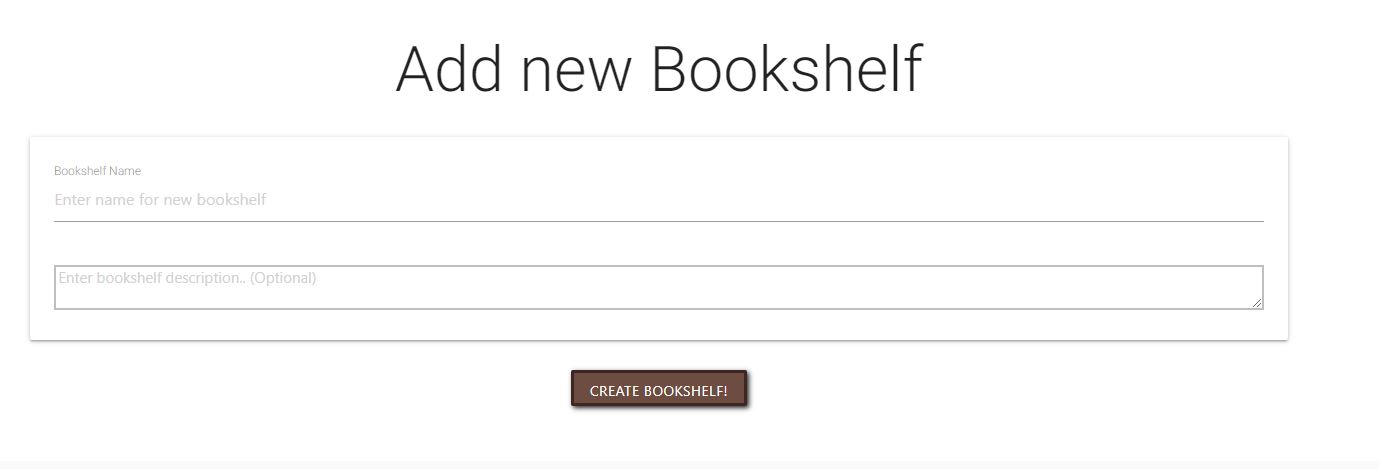 Add new Bookshelf
Bookshelf Name
Enter name for new bookshelf
Enter bookshelf description.. (Optional)
CREATE BOOKSHELF!